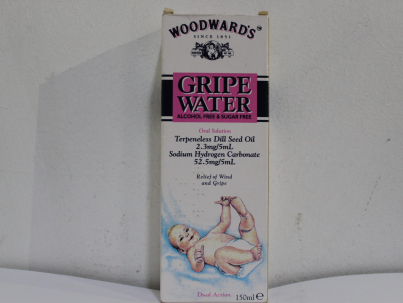 WOODWARD'S
SINCE 1851
GRIPE
WATER
ALCOHOL FREE & SUGAR FREE
Oral Solution
Terpeneless Dill Seed Oil
2.3mg/5mL
Sodium Hydrogen Carbonate
52.5mg/5mL
Relief of Wind
and Gripe
Dual Action
150ml ℮